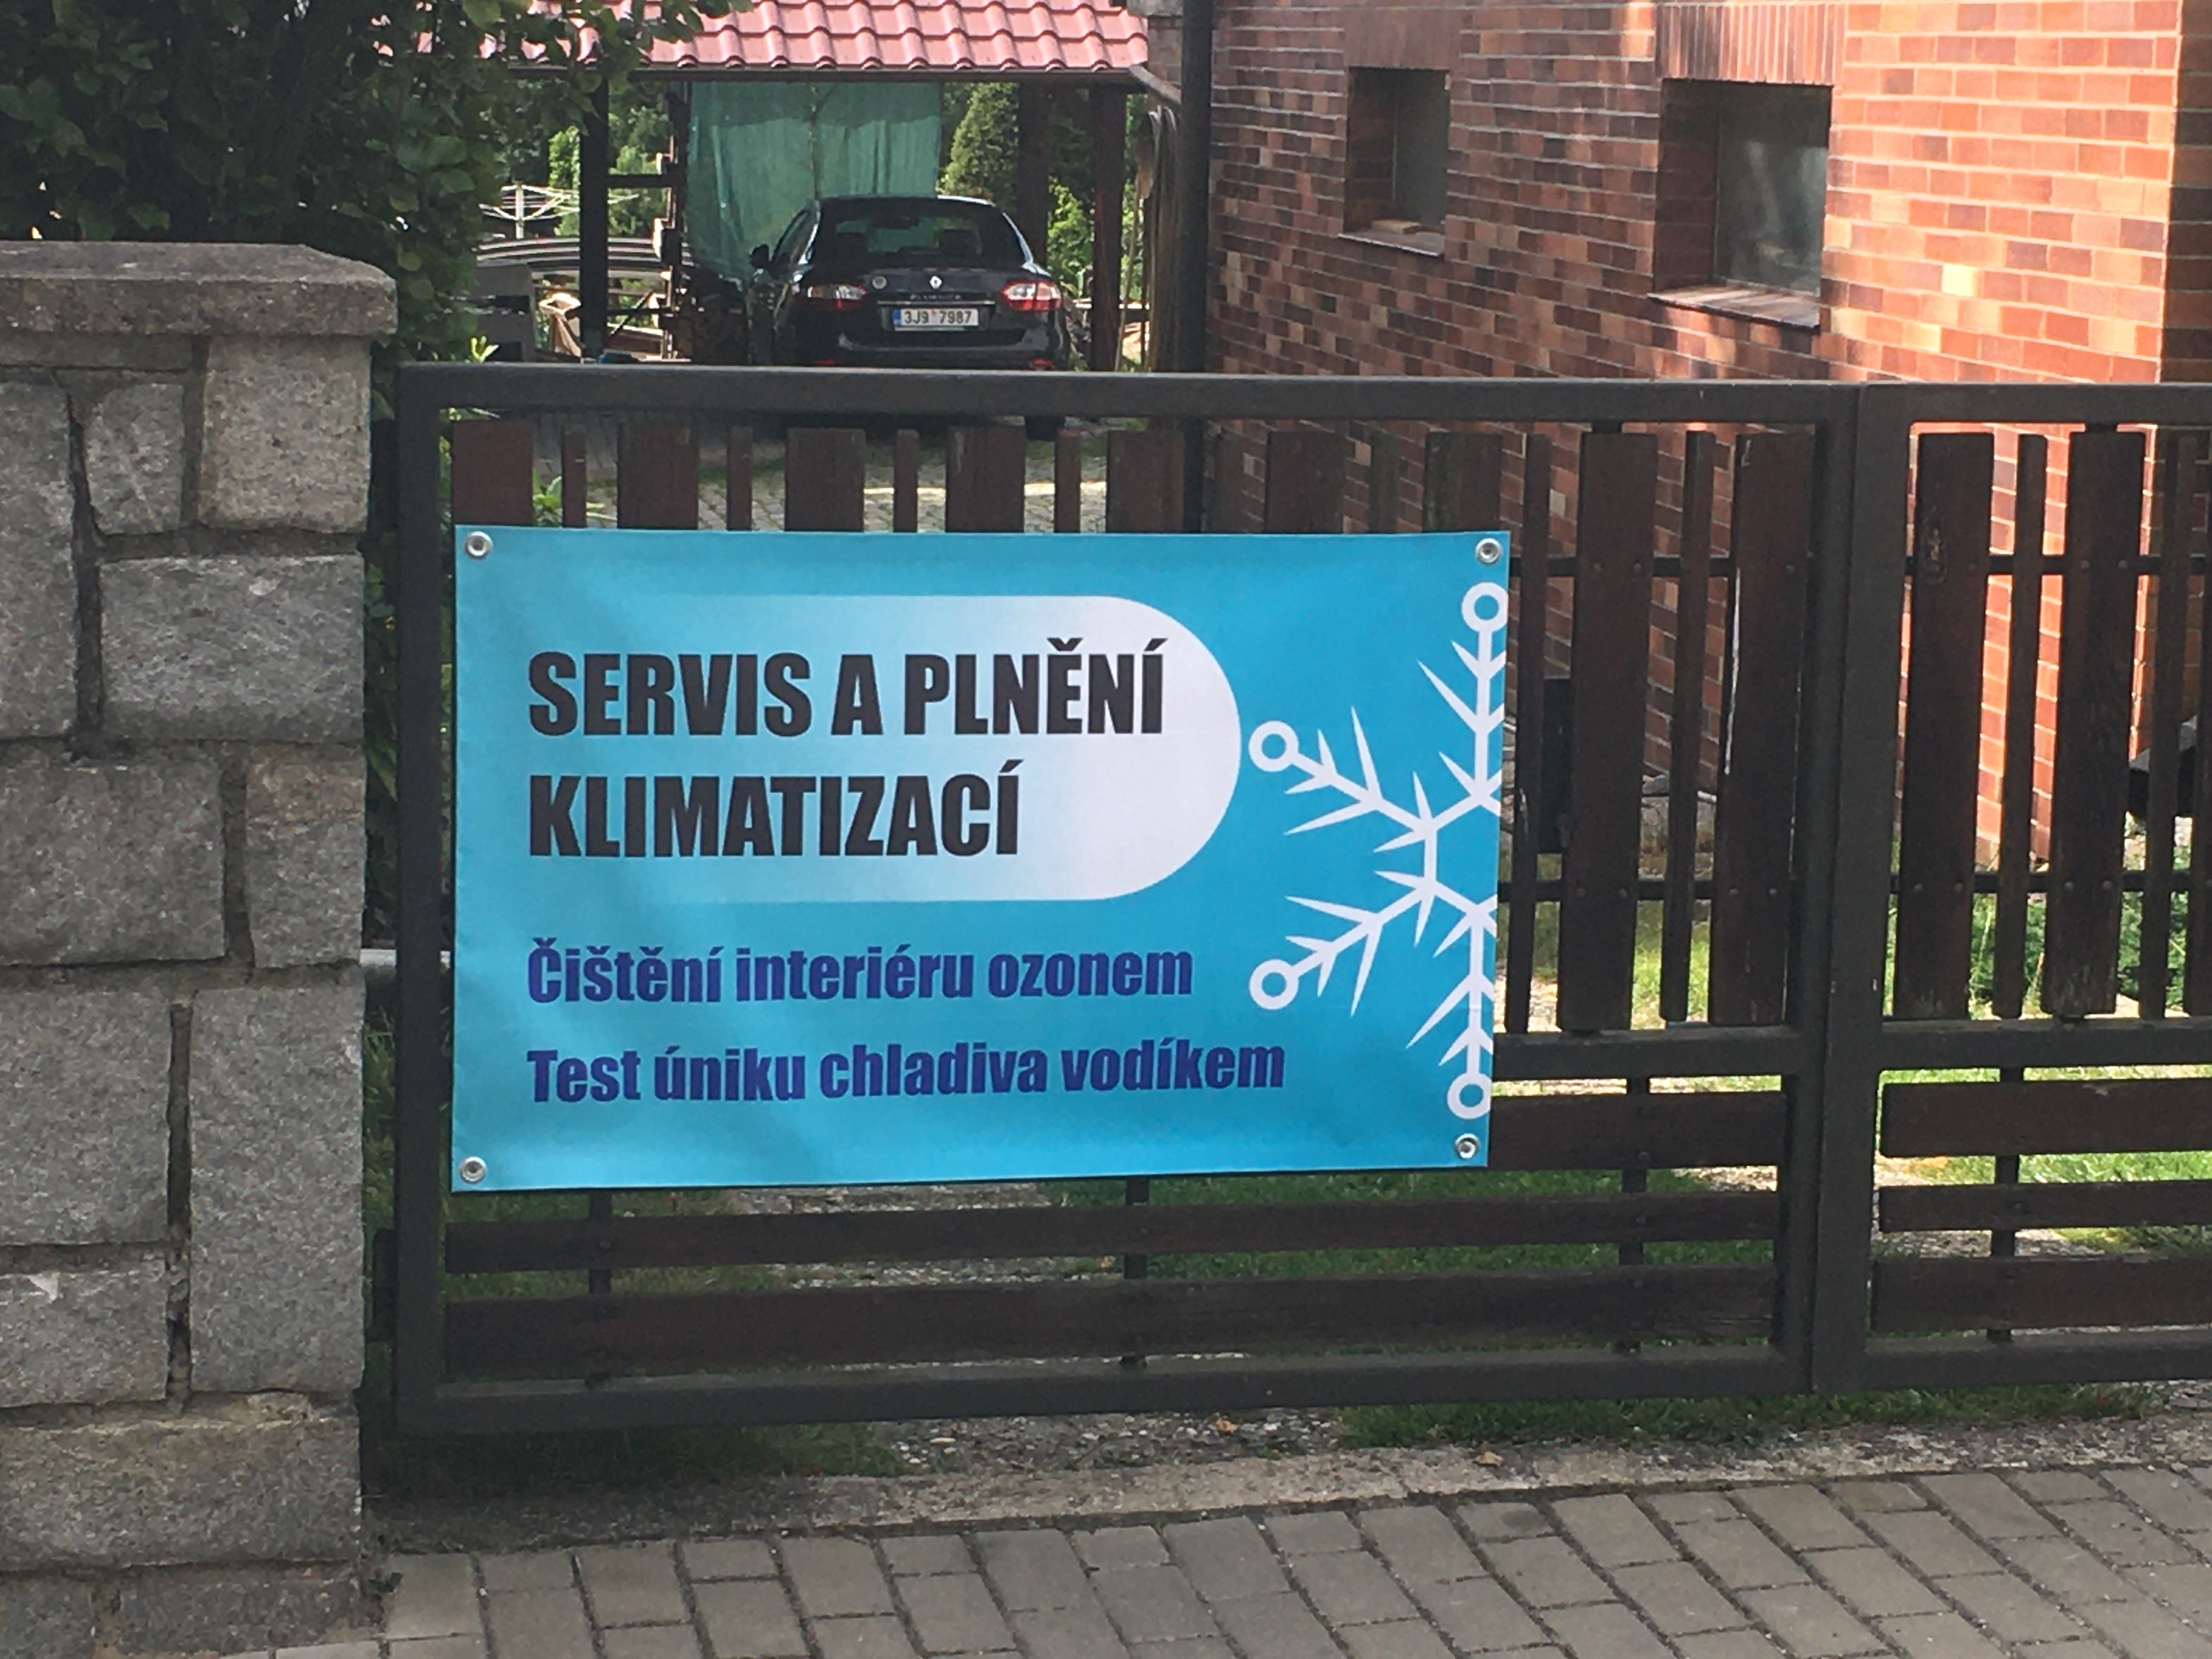 3J9 7987
SERVIS A PLNĚNÍ
KLIMATIZACÍ
Čištění interiéru ozonem
Test úniku chladiva vodíkem